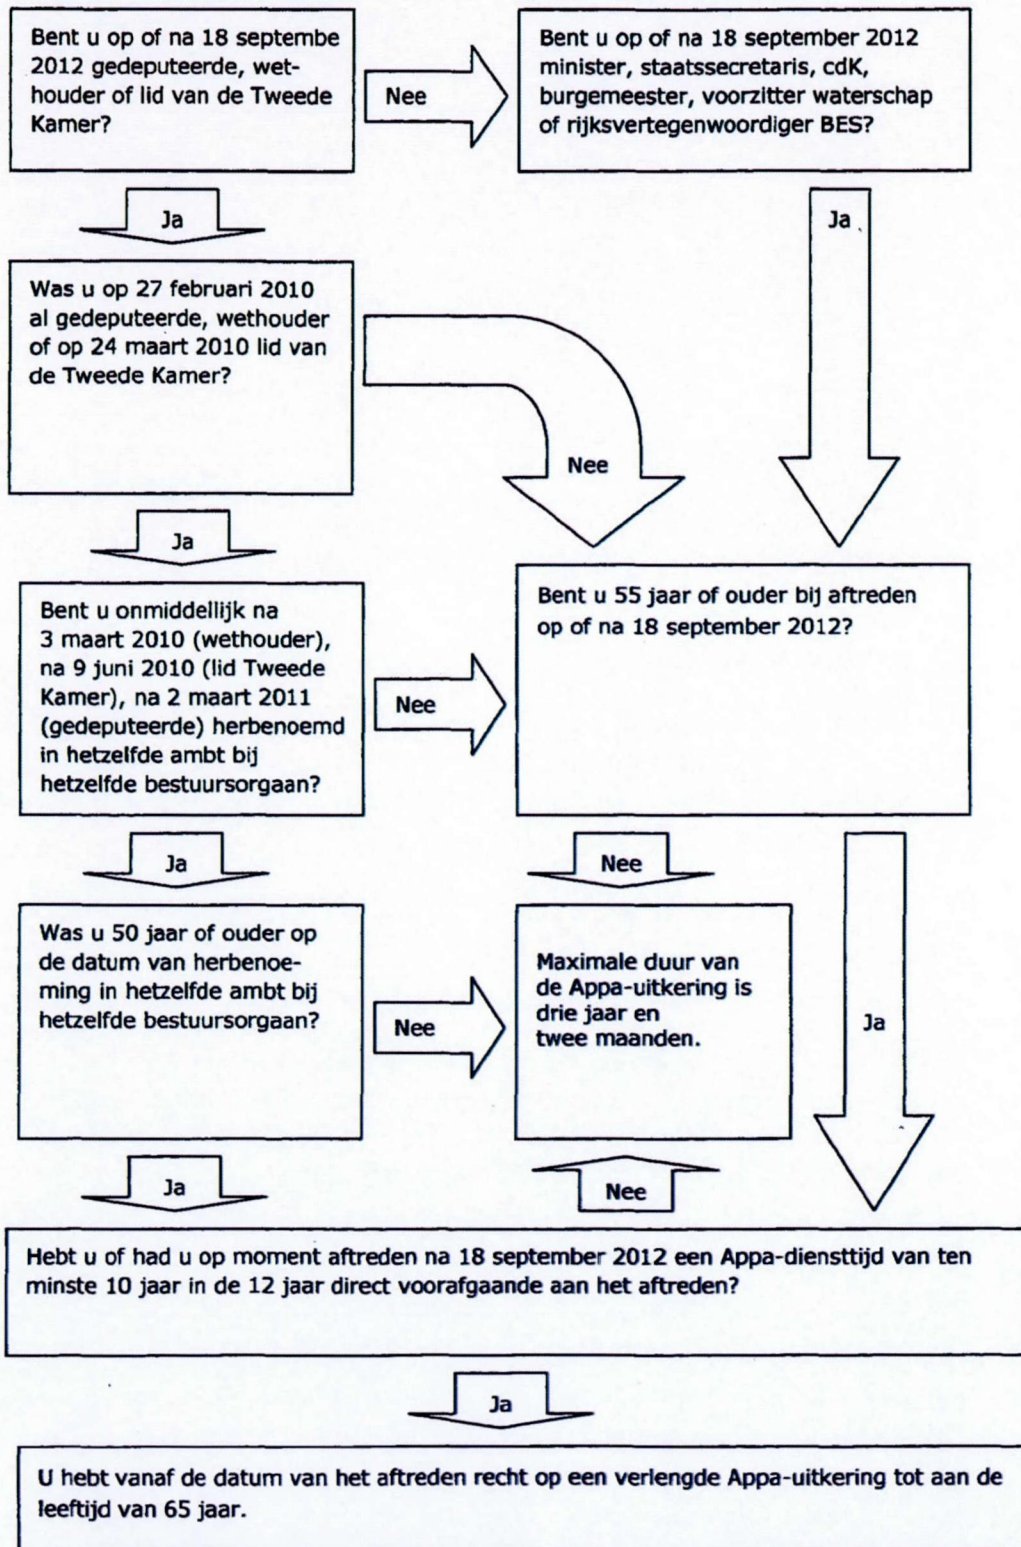 Bent u op of na 18 septembe
2012 gedeputeerde, wet-
houder of lid van de Tweede
Kamer?
Nee
Bent u op of na 18 september 2012
minister, staatssecretaris, cdK,
burgemeester, voorzitter waterschap
of rijksvertegenwoordiger BES?
Ja
Ja
Was u op 27 februari 2010
al gedeputeerde, wethouder
of op 24 maart 2010 lid van
de Tweede Kamer?
Nee
Ja
Bent u onmiddellijk na
3 maart 2010 (wethouder),
na 9 juni 2010 (lid Tweede
Kamer), na 2 maart 2011
(gedeputeerde) herbenoemd
in hetzelfde ambt bij
hetzelfde bestuursorgaan?
Nee
Bent u 55 jaar of ouder bij aftreden
op of na 18 september 2012?
Ja
Nee
Was u 50 jaar of ouder op
de datum van herbenoe-
ming in hetzelfde ambt bij
hetzelfde bestuursorgaan?
Nee
Maximale duur van
de Appa-uitkering is
drie jaar en
twee maanden.
Ja
Ja
Nee
Hebt u of had u op moment aftreden na 18 september 2012 een Appa-diensttijd van ten
minste 10 jaar in de 12 jaar direct voorafgaande aan het aftreden?
Ja
U hebt vanaf de datum van het aftreden recht op een verlengde Appa-uitkering tot aan de
leeftijd van 65 jaar.